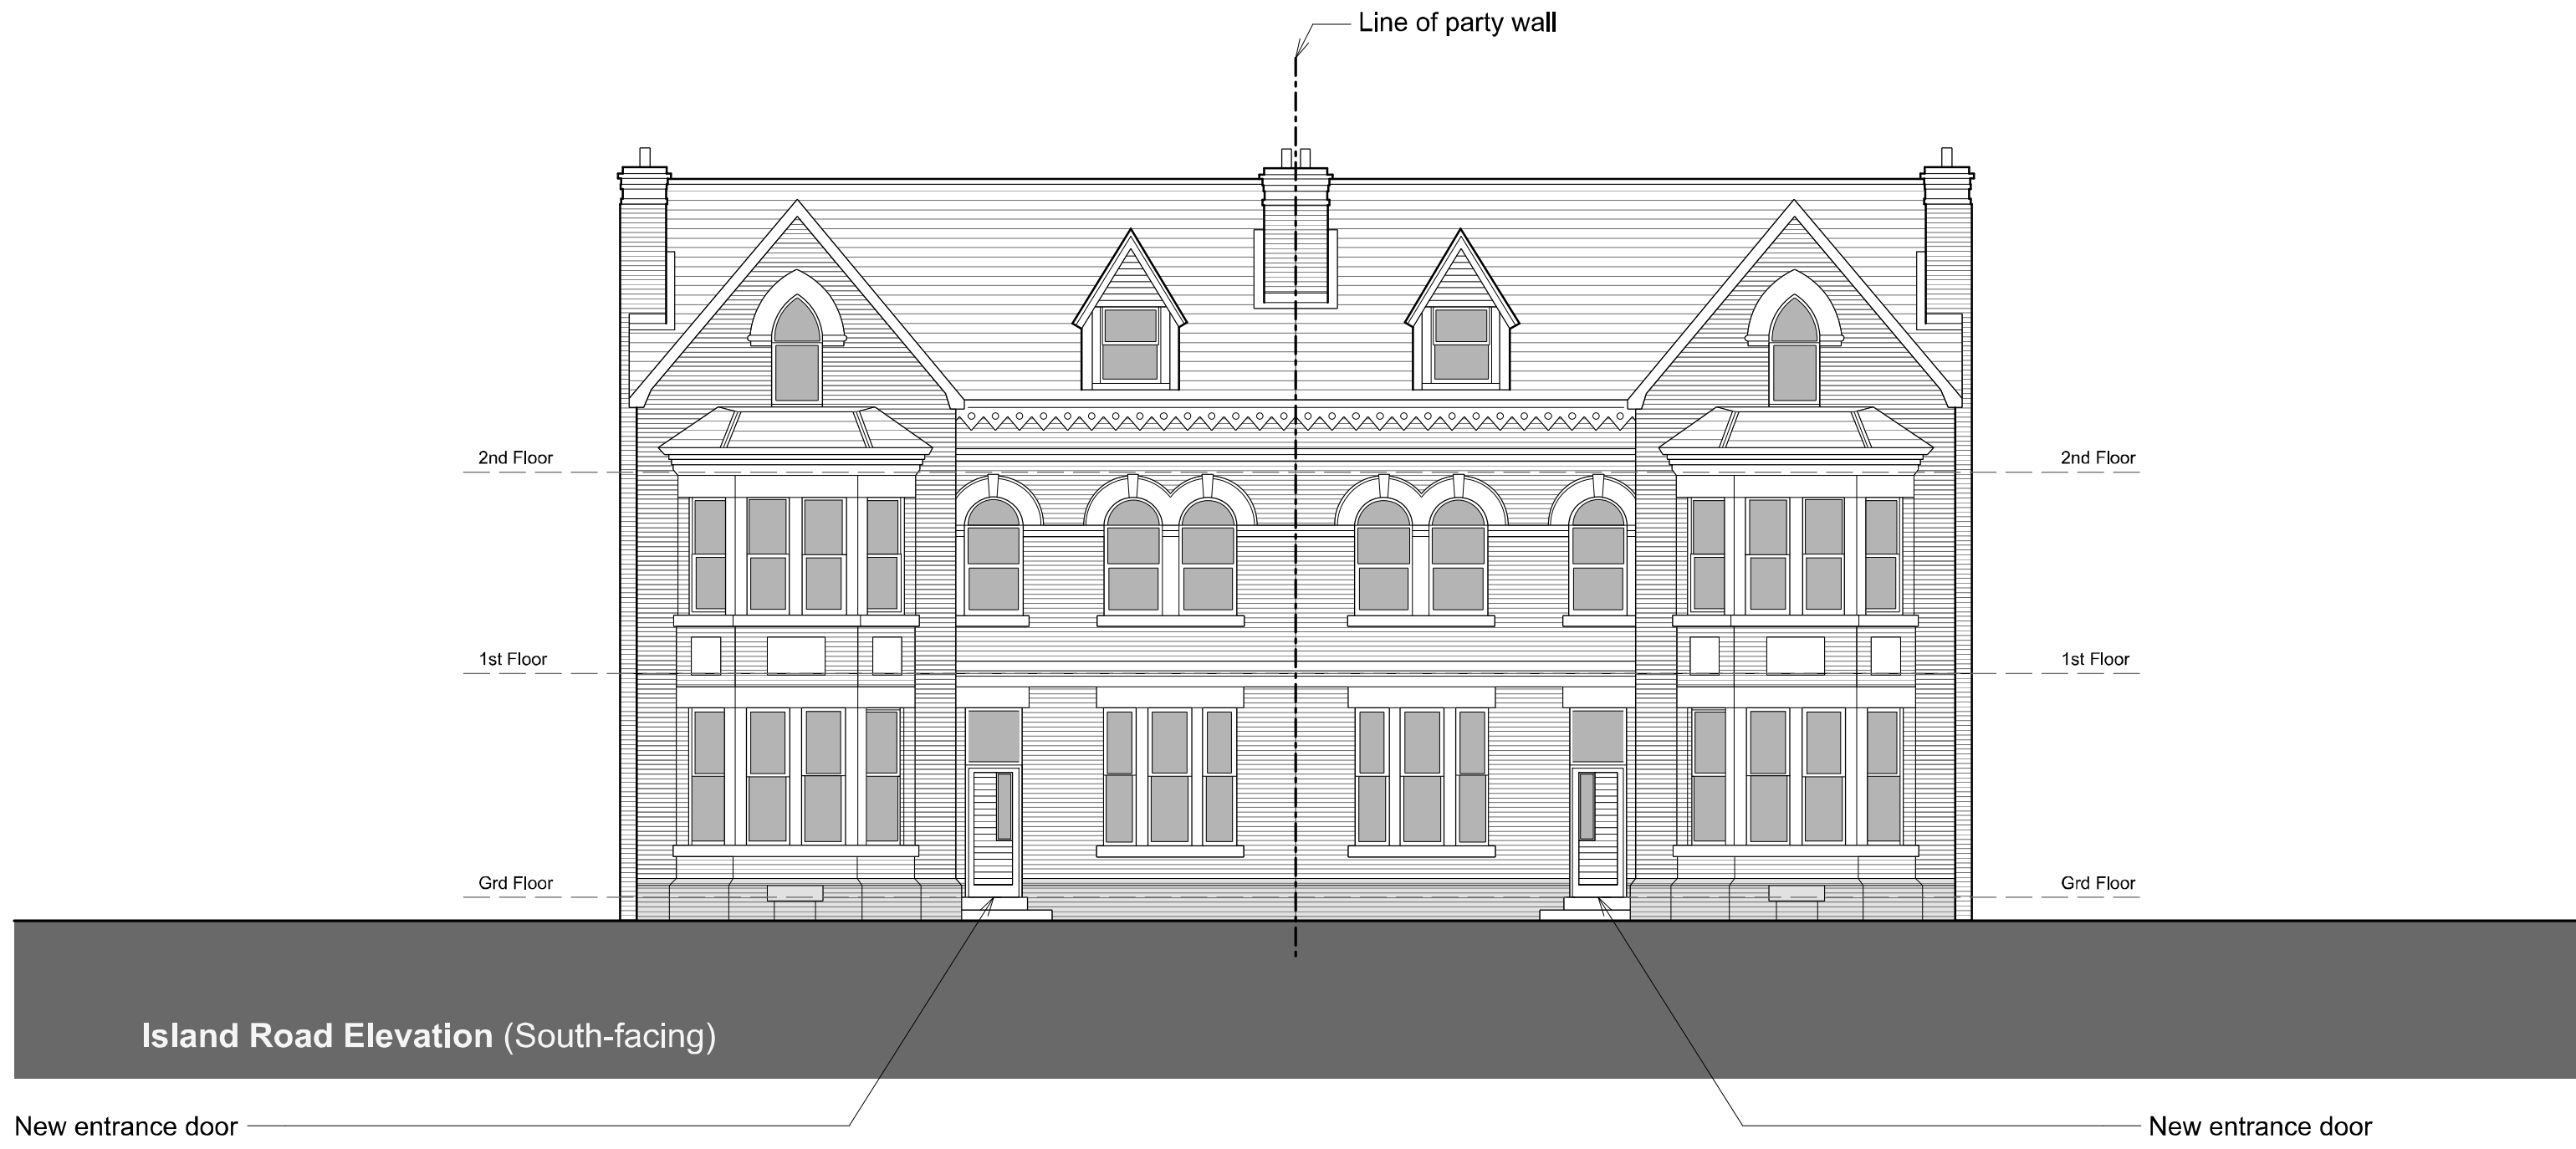 Line of party wall
2nd Floor
2nd Floor
1st Floor
1st Floor
Grd Floor
Grd Floor
Island Road Elevation (South-facing)
New entrance door
New entrance door